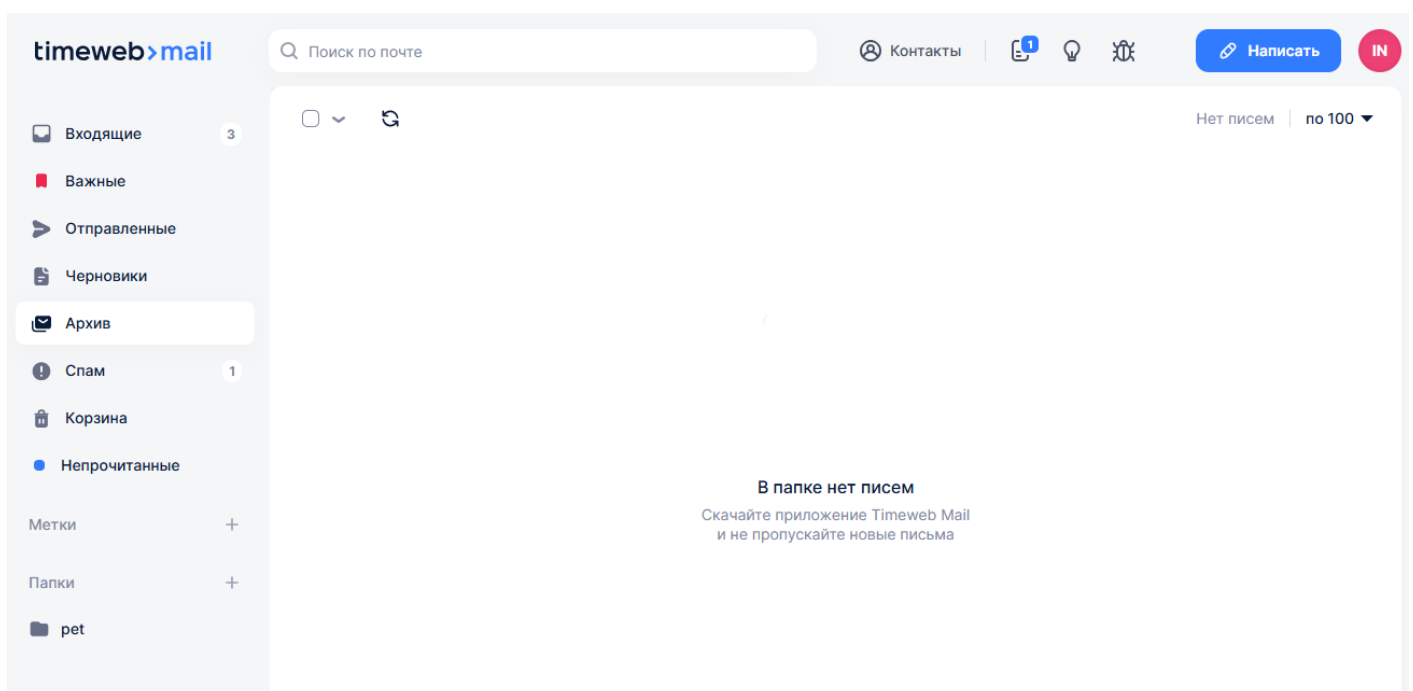 timeweb>mail
Поиск по почте
Контакты
1
Написать
IN
Входящие 3
Важные
Отправленные
Черновики
Архив
Спам 1
Корзина
Непрочитанные
Метки +
Папки +
pet
Нет писем
по 100
В папке нет писем
Скачайте приложение Timeweb Mail
и не пропускайте новые письма